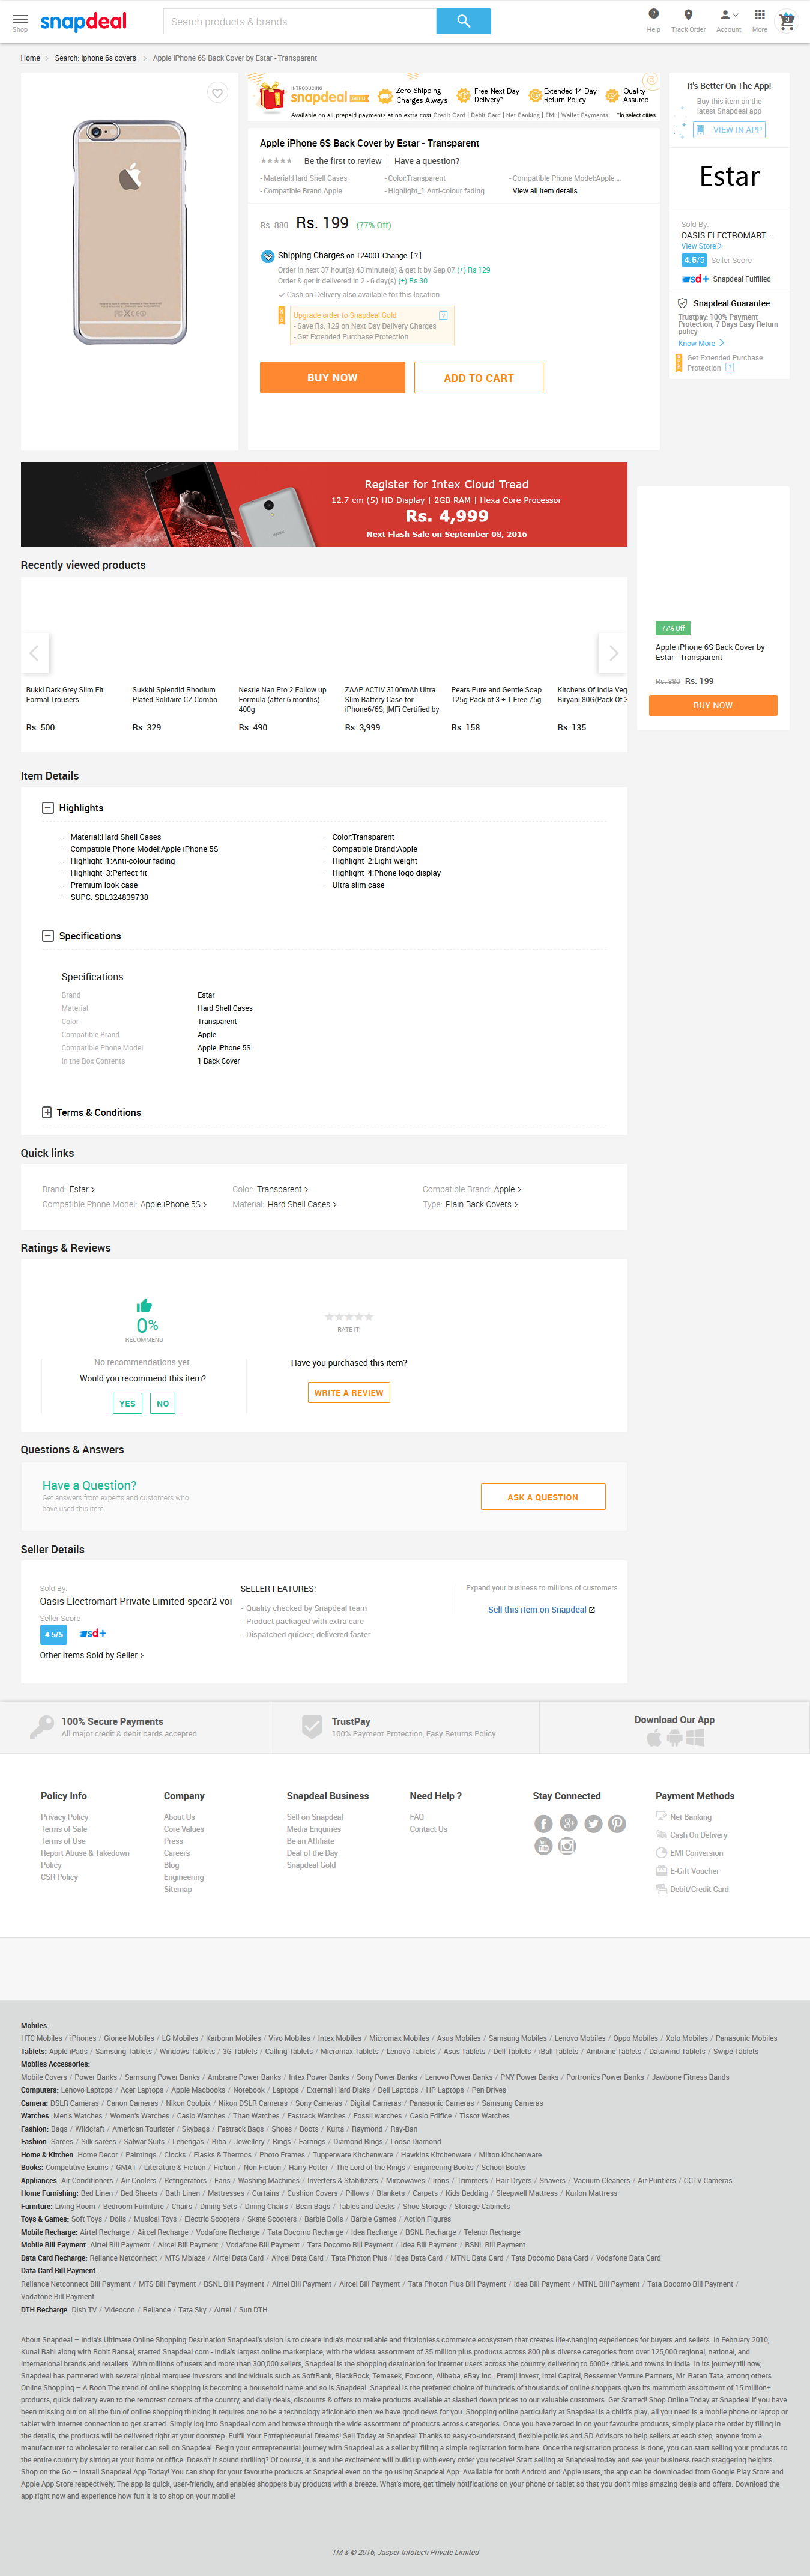 Shop
snapdeal
Search products & brands
Help
Track Order
Account
More
Home
Search: iphone 6s covers
Apple iPhone 6S Back Cover by Estar - Transparent
INTRODUCING
snapdeal GOLD
Zero Shipping
Charges Always
Free Next Day
Delivery*
Extended 14 Day
Return Policy
Quality
Assured
Available on all prepaid payments at no extra cost Credit Card | Debit Card | Net Banking | EMI | Wallet Payments *In select cities
Apple iPhone 6S Back Cover by Estar - Transparent
Be the first to review | Have a question?
- Material:Hard Shell Cases
- Color:Transparent
- Compatible Phone Model:Apple ...
- Compatible Brand:Apple
- Highlight_1:Anti-colour fading
View all item details
Rs. 880 Rs. 199 (77% Off)
Shipping Charges on 124001 Change [ ? ]
Order in next 37 hour(s) 43 minute(s) & get it by Sep 07 (+) Rs 129
Order & get it delivered in 2 - 6 day(s) (+) Rs 30
Cash on Delivery also available for this location
Upgrade order to Snapdeal Gold
- Save Rs. 129 on Next Day Delivery Charges
- Get Extended Purchase Protection
BUY NOW
ADD TO CART
It's Better On The App!
Buy this item on the
latest Snapdeal app
VIEW IN APP
Estar
Sold By:
OASIS ELECTROMART ...
View Store
4.5/5 Seller Score
sd+ Snapdeal Fulfilled
Snapdeal Guarantee
Trustpay: 100% Payment
Protection, 7 Days Easy Return
policy
Know More
Get Extended Purchase
Protection ?
iPhone
Register for Intex Cloud Tread
12.7 cm (5) HD Display | 2GB RAM | Hexa Core Processor
Rs. 4,999
Next Flash Sale on September 08, 2016
Recently viewed products
Bukkl Dark Grey Slim Fit
Formal Trousers
Rs. 500
Sukkhi Splendid Rhodium
Plated Solitaire CZ Combo
Rs. 329
Nestle Nan Pro 2 Follow up
Formula (after 6 months) -
400g
Rs. 490
ZAAP ACTIV 3100mAh Ultra
Slim Battery Case for
iPhone6/6S, [MFi Certified by
Rs. 3,999
Pears Pure and Gentle Soap
125g Pack of 3 + 1 Free 75g
Rs. 158
Kitchens Of India Veg
Biryani 80G(Pack Of 3
Rs. 135
77% Off
Apple iPhone 6S Back Cover by
Estar - Transparent
Rs. 880 Rs. 199
BUY NOW
Item Details
Highlights
Material:Hard Shell Cases
Color:Transparent
Compatible Phone Model:Apple iPhone 5S
Compatible Brand:Apple
Highlight_1:Anti-colour fading
Highlight_2:Light weight
Highlight_3:Perfect fit
Highlight_4:Phone logo display
Premium look case
Ultra slim case
SUPC: SDL324839738
Specifications
Specifications
Brand Estar
Material Hard Shell Cases
Color Transparent
Compatible Brand Apple
Compatible Phone Model Apple iPhone 5S
In the Box Contents 1 Back Cover
Terms & Conditions
Quick links
Brand: Estar
Color: Transparent
Compatible Brand: Apple
Compatible Phone Model: Apple iPhone 5S
Material: Hard Shell Cases
Type: Plain Back Covers
Ratings & Reviews
0%
RECOMMEND
No recommendations yet.
Would you recommend this item?
YES NO
RATE IT!
Have you purchased this item?
WRITE A REVIEW
Questions & Answers
Have a Question?
Get answers from experts and customers who
have used this item.
ASK A QUESTION
Seller Details
Sold By:
Oasis Electromart Private Limited-spear2-voi
Seller Score
4.5/5 sd+
Other Items Sold by Seller
SELLER FEATURES:
- Quality checked by Snapdeal team
- Product packaged with extra care
- Dispatched quicker, delivered faster
Expand your business to millions of customers
Sell this item on Snapdeal
100% Secure Payments
All major credit & debit cards accepted
TrustPay
100% Payment Protection, Easy Returns Policy
Download Our App
Policy Info
Privacy Policy
Terms of Sale
Terms of Use
Report Abuse & Takedown
Policy
CSR Policy
Company
About Us
Core Values
Press
Careers
Blog
Engineering
Sitemap
Snapdeal Business
Sell on Snapdeal
Media Enquiries
Be an Affiliate
Deal of the Day
Snapdeal Gold
Need Help ?
FAQ
Contact Us
Stay Connected
Payment Methods
Net Banking
Cash On Delivery
EMI Conversion
E-Gift Voucher
Debit/Credit Card
Mobiles:
HTC Mobiles / iPhones / Gionee Mobiles / LG Mobiles / Karbonn Mobiles / Vivo Mobiles / Intex Mobiles / Micromax Mobiles / Asus Mobiles / Samsung Mobiles / Lenovo Mobiles / Oppo Mobiles / Xolo Mobiles / Panasonic Mobiles
Tablets: Apple iPads / Samsung Tablets / Windows Tablets / 3G Tablets / Calling Tablets / Micromax Tablets / Lenovo Tablets / Asus Tablets / Dell Tablets / iBall Tablets / Ambrane Tablets / Datawind Tablets / Swipe Tablets
Mobiles Accessories:
Mobile Covers / Power Banks / Samsung Power Banks / Ambrane Power Banks / Intex Power Banks / Sony Power Banks / Lenovo Power Banks / PNY Power Banks / Portronics Power Banks / Jawbone Fitness Bands
Computers: Lenovo Laptops / Acer Laptops / Apple Macbooks / Notebook / Laptops / External Hard Disks / Dell Laptops / HP Laptops / Pen Drives
Camera: DSLR Cameras / Canon Cameras / Nikon Coolpix / Nikon DSLR Cameras / Sony Cameras / Digital Cameras / Panasonic Cameras / Samsung Cameras
Watches: Men's Watches / Women's Watches / Casio Watches / Titan Watches / Fastrack Watches / Fossil watches / Casio Edifice / Tissot Watches
Fashion: Bags / Wildcraft / American Tourister / Skybags / Fastrack Bags / Shoes / Boots / Kurta / Raymond / Ray-Ban
Fashion: Sarees / Silk sarees / Salwar Suits / Lehengas / Biba / Jewellery / Rings / Earrings / Diamond Rings / Loose Diamond
Home & Kitchen: Home Decor / Paintings / Clocks / Flasks & Thermos / Photo Frames / Tupperware Kitchenware / Hawkins Kitchenware / Milton Kitchenware
Books: Competitive Exams / GMAT / Literature & Fiction / Fiction / Non Fiction / Harry Potter / The Lord of the Rings / Engineering Books / School Books
Appliances: Air Conditioners / Air Coolers / Refrigerators / Fans / Washing Machines / Inverters & Stabilizers / Mircowaves / Irons / Trimmers / Hair Dryers / Shavers / Vacuum Cleaners / Air Purifiers / CCTV Cameras
Home Furnishing: Bed Linen / Bed Sheets / Bath Linen / Mattresses / Curtains / Cushion Covers / Pillows / Blankets / Carpets / Kids Bedding / Sleepwell Mattress / Kurlon Mattress
Furniture: Living Room / Bedroom Furniture / Chairs / Dining Sets / Dining Chairs / Bean Bags / Tables and Desks / Shoe Storage / Storage Cabinets
Toys & Games: Soft Toys / Dolls / Musical Toys / Electric Scooters / Skate Scooters / Barbie Dolls / Barbie Games / Action Figures
Mobile Recharge: Airtel Recharge / Aircel Recharge / Vodafone Recharge / Tata Docomo Recharge / Idea Recharge / BSNL Recharge / Telenor Recharge
Mobile Bill Payment: Airtel Bill Payment / Aircel Bill Payment / Vodafone Bill Payment / Tata Docomo Bill Payment / Idea Bill Payment / BSNL Bill Payment
Data Card Recharge: Reliance Netconnect / MTS Mblaze / Airtel Data Card / Aircel Data Card / Tata Photon Plus / Idea Data Card / MTNL Data Card / Tata Docomo Data Card / Vodafone Data Card
Data Card Bill Payment:
Reliance Netconnect Bill Payment / MTS Bill Payment / BSNL Bill Payment / Airtel Bill Payment / Aircel Bill Payment / Tata Photon Plus Bill Payment / Idea Bill Payment / MTNL Bill Payment / Tata Docomo Bill Payment /
Vodafone Bill Payment
DTH Recharge: Dish TV / Videocon / Reliance / Tata Sky / Airtel / Sun DTH
About Snapdeal – India's Ultimate Online Shopping Destination Snapdeal's vision is to create India's most reliable and frictionless commerce ecosystem that creates life-changing experiences for buyers and sellers. In February 2010,
Kunal Bahl along with Rohit Bansal, started Snapdeal.com - India's largest online marketplace, with the widest assortment of 35 million plus products across 800 plus diverse categories from over 125,000 regional, national, and
international brands and retailers. With millions of users and more than 300,000 sellers, Snapdeal is the shopping destination for Internet users across the country, delivering to 6000+ cities and towns in India. In its journey till now,
Snapdeal has partnered with several global marquee investors and individuals such as SoftBank, BlackRock, Temasek, Foxconn, Alibaba, eBay Inc., Premji Invest, Intel Capital, Bessemer Venture Partners, Mr. Ratan Tata, among others.
Online Shopping – A Boon The trend of online shopping is becoming a household name and so is Snapdeal. Snapdeal is the preferred choice of hundreds of thousands of online shoppers given its mammoth assortment of 15 million+
products, quick delivery even to the remotest corners of the country, and daily deals, discounts & offers to make products available at slashed down prices to our valuable customers. Get Started! Shop Online Today at Snapdeal If you have
been missing out on all the fun of online shopping thinking it requires one to be a technology aficionado then we have good news for you. Shopping online particularly at Snapdeal is a child's play; all you need is a mobile phone or laptop or
tablet with Internet connection to get started. Simply log into Snapdeal.com and browse through the wide assortment of products across categories. Once you have zeroed in on your favourite products, simply place the order by filling in
the details; the products will be delivered right at your doorstep. Fulfil Your Entrepreneurial Dreams! Sell Today at Snapdeal Thanks to easy-to-understand, flexible policies and SD Advisors to help sellers at each step, anyone from a
manufacturer to wholesaler to retailer can sell on Snapdeal. Begin your entrepreneurial journey with Snapdeal as a seller by filling a simple registration form here. Once the registration process is done, you can start selling your products to
the entire country by sitting at your home or office. Doesn't it sound thrilling? Of course, it is and the excitement will build up with every order you receive! Start selling at Snapdeal today and see your business reach staggering heights.
Shop on the Go – Install Snapdeal App Today! You can shop for your favourite products at Snapdeal even on the go using Snapdeal App. Available for both Android and Apple users, the app can be downloaded from Google Play Store and
Apple App Store respectively. The app is quick, user-friendly, and enables shoppers buy products with a breeze. What's more, get timely notifications on your phone or tablet so that you don't miss amazing deals and offers. Download the
app right now and experience how fun it is to shop on your mobile!
TM & © 2016, Jasper Infotech Private Limited